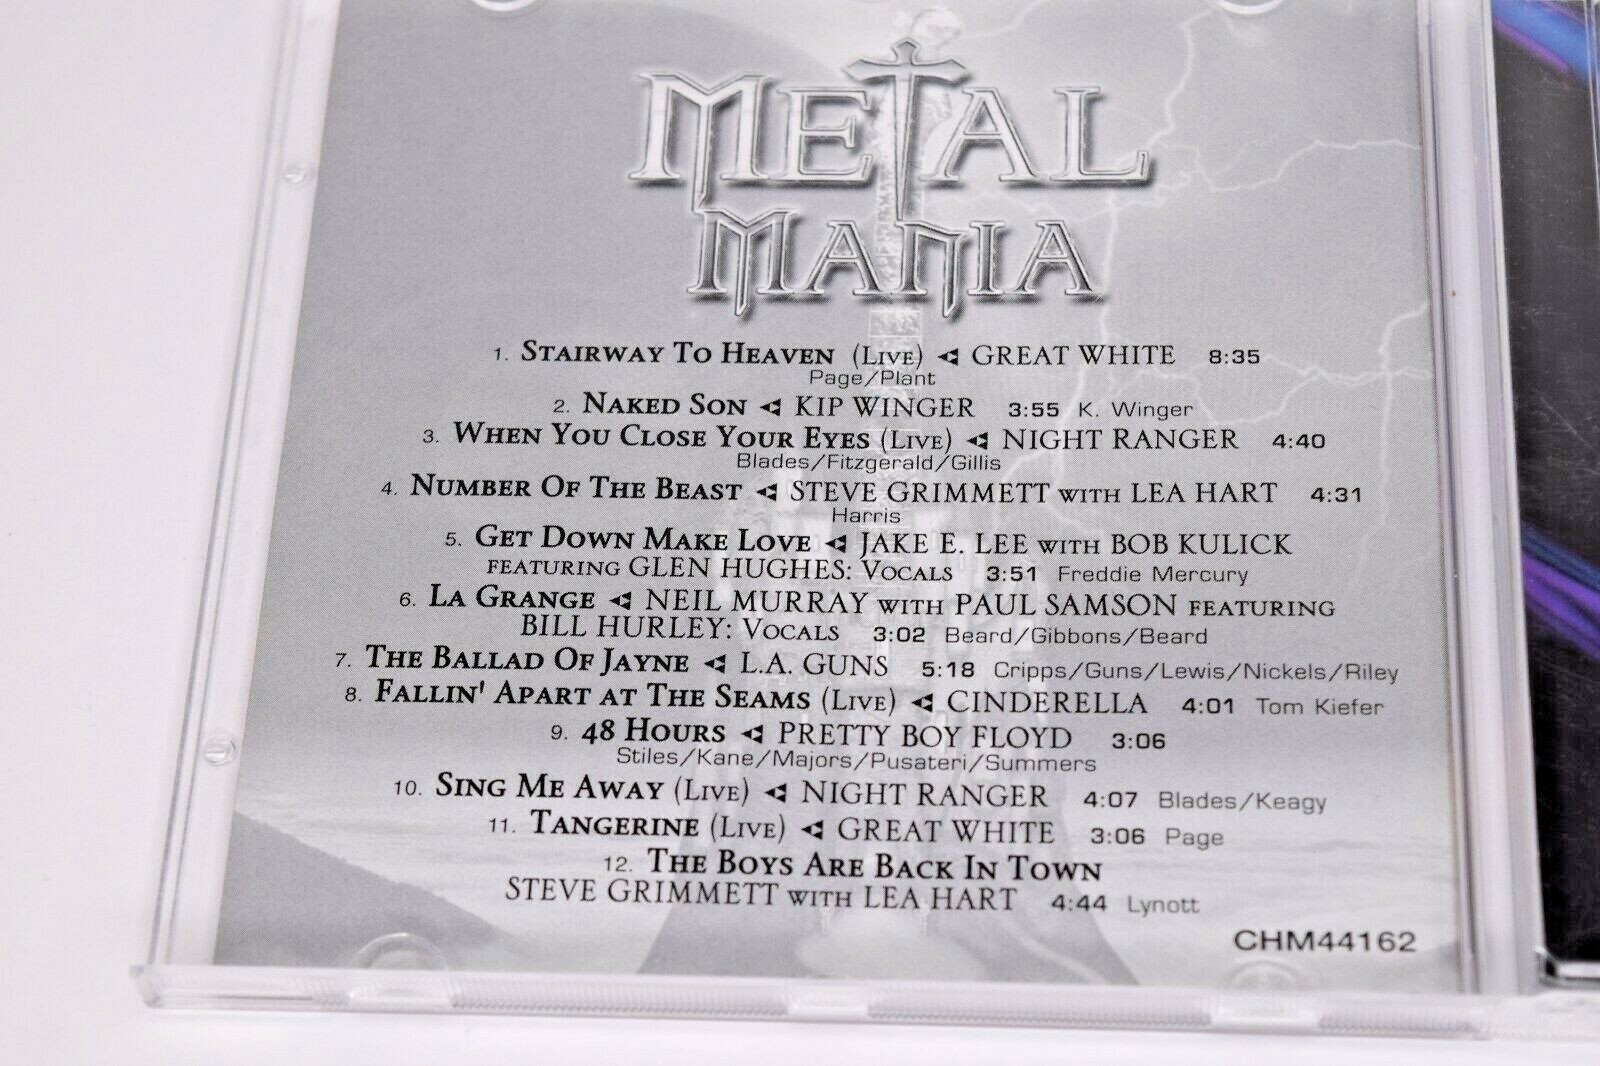 METAL
MANIA
1. STAIRWAY TO HEAVEN (LIVE) GREAT WHITE 8:35
Page/Plant
2. NAKED SON KIP WINGER 3:55 K. Winger
3. WHEN YOU CLOSE YOUR EYES (LIVE) NIGHT RANGER 4:40
Blades/Fitzgerald/Gillis
4. NUMBER OF THE BEAST STEVE GRIMMETT WITH LEA HART 4:31
Harris
5. GET DOWN MAKE LOVE JAKE E. LEE WITH BOB KULICK
FEATURING GLEN HUGHES: VOCALS 3:51 Freddie Mercury
6. LA GRANGE NEIL MURRAY WITH PAUL SAMSON FEATURING
BILL HURLEY: VOCALS 3:02 Beard/Gibbons/Beard
7. THE BALLAD OF JAYNE L.A. GUNS 5:18 Cripps/Guns/Lewis/Nickels/Riley
8. FALLIN' APART AT THE SEAMS (LIVE) CINDERELLA 4:01 Tom Kiefer
9. 48 HOURS PRETTY BOY FLOYD 3:06
Stiles/Kane/Majors/Pusateri/Summers
10. SING ME AWAY (LIVE) NIGHT RANGER 4:07 Blades/Keagy
11. TANGERINE (LIVE) GREAT WHITE 3:06 Page
12. THE BOYS ARE BACK IN TOWN
STEVE GRIMMETT WITH LEA HART 4:44 Lynott
CHM44162